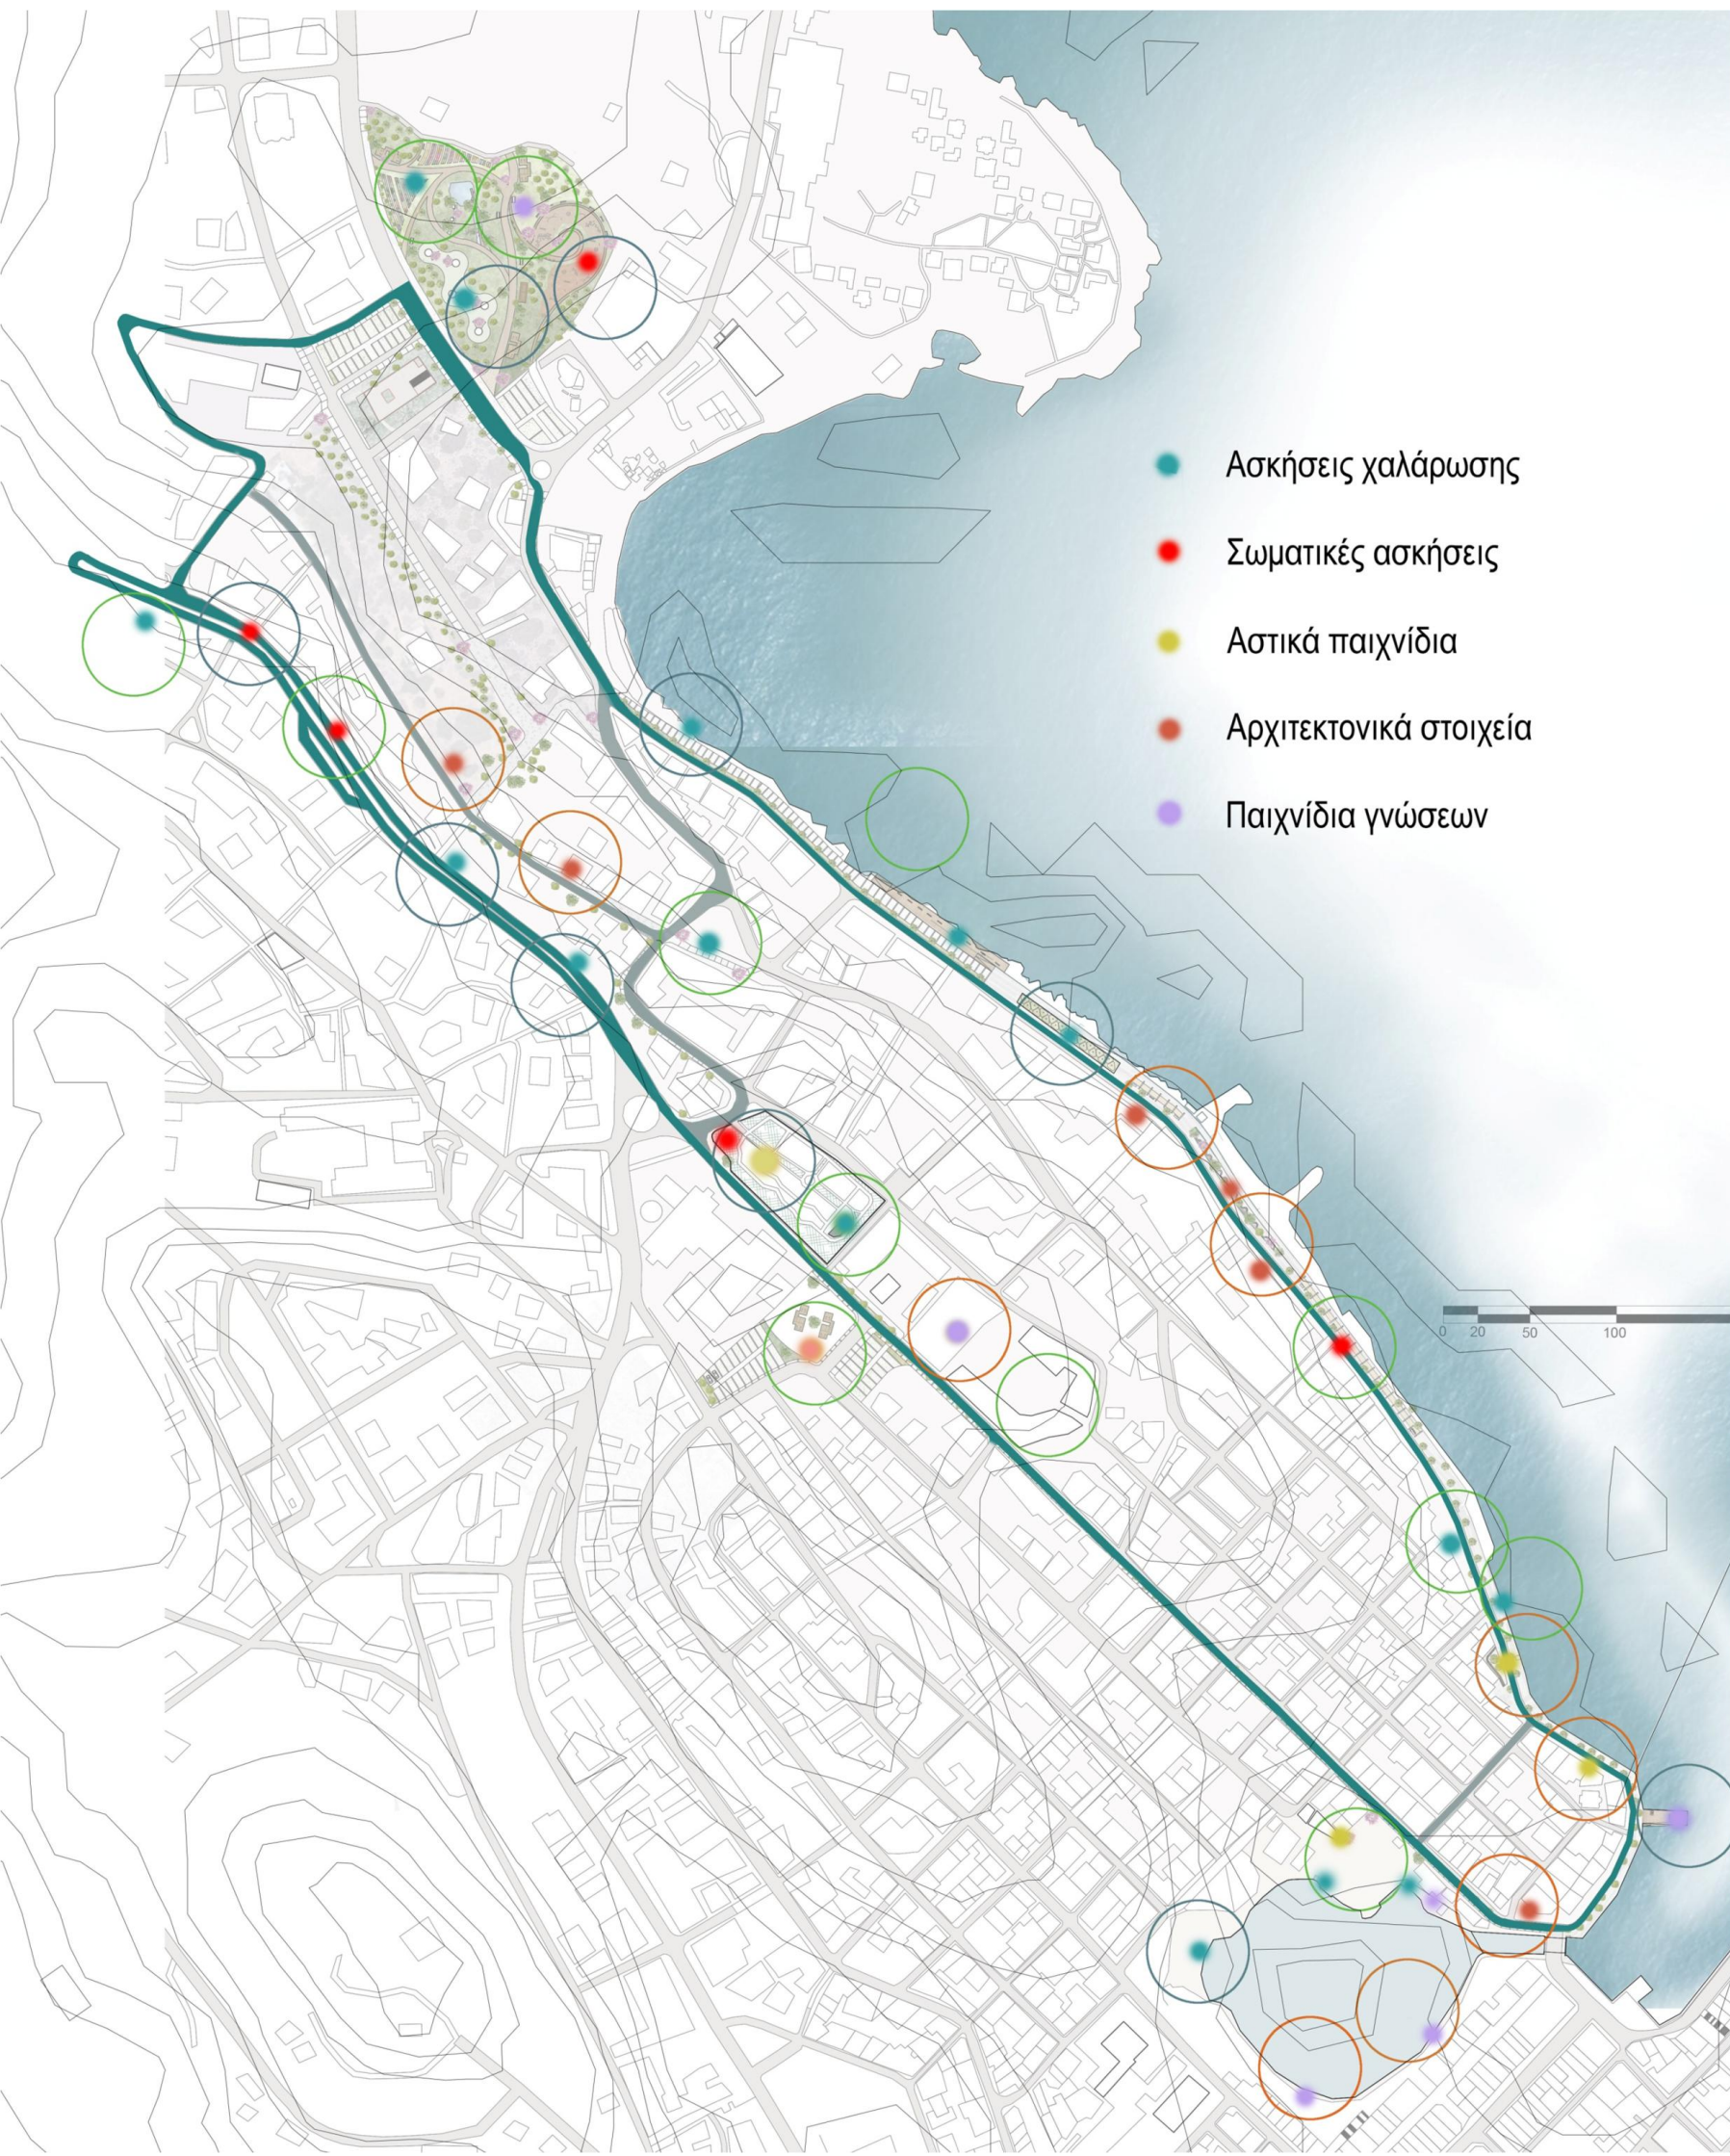 Ασκήσεις χαλάρωσης
Σωματικές ασκήσεις
Αστικά παιχνίδια
Αρχιτεκτονικά στοιχεία
Παιχνίδια γνώσεων
0 20 50 100